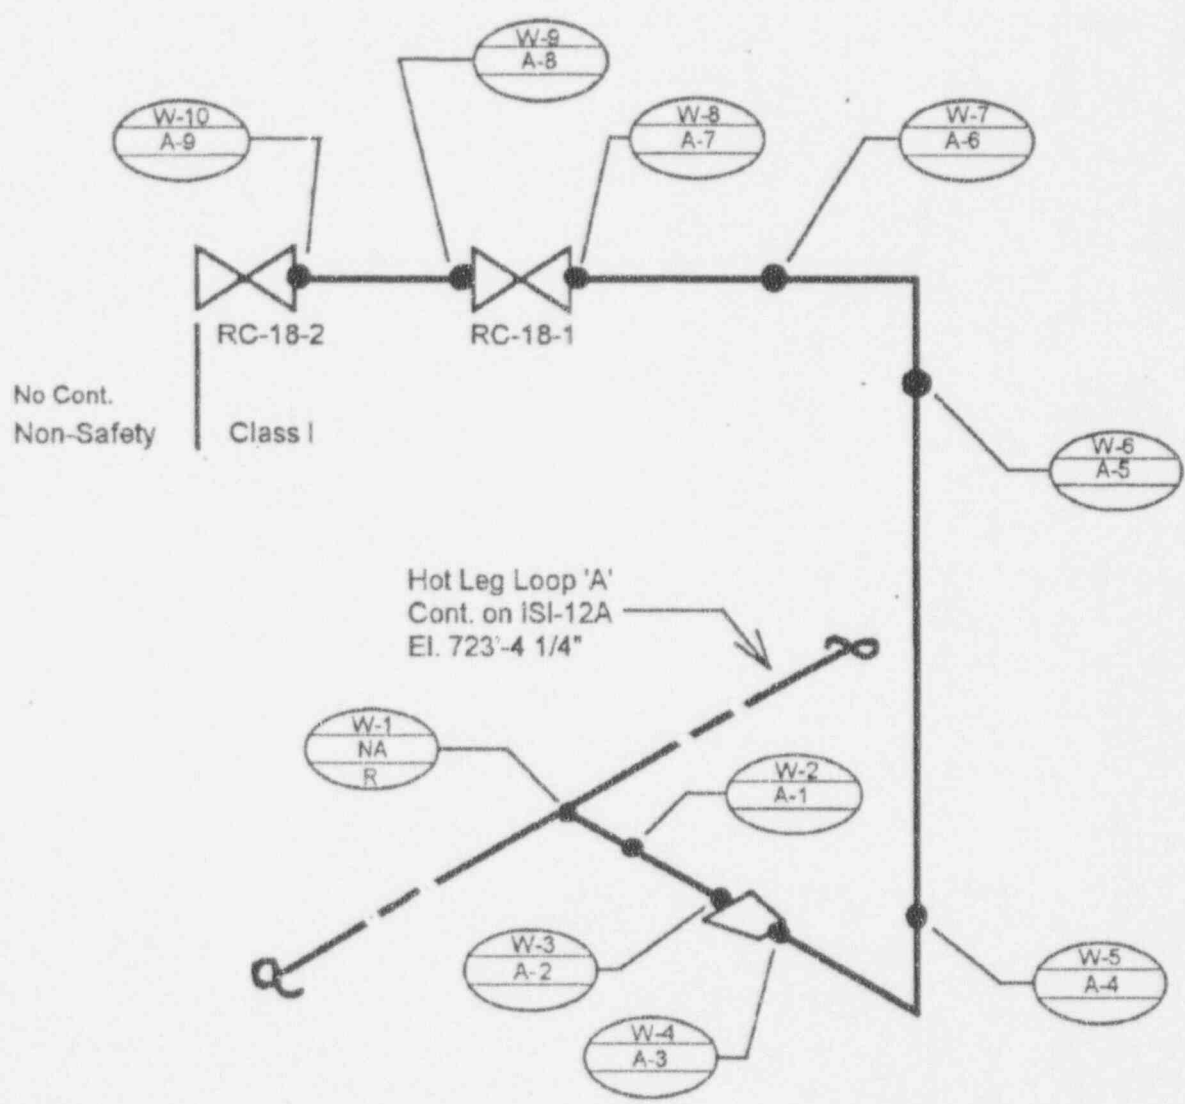 W-9
A-8
W-10
A-9
W-8
A-7
W-7
A-6
RC-18-2
RC-18-1
No Cont.
Non-Safety
Class I
W-6
A-5
Hot Leg Loop 'A'
Cont. on ISI-12A
El. 723'-4 1/4"
W-1
NA
R
W-2
A-1
W-3
A-2
W-5
A-4
W-4
A-3